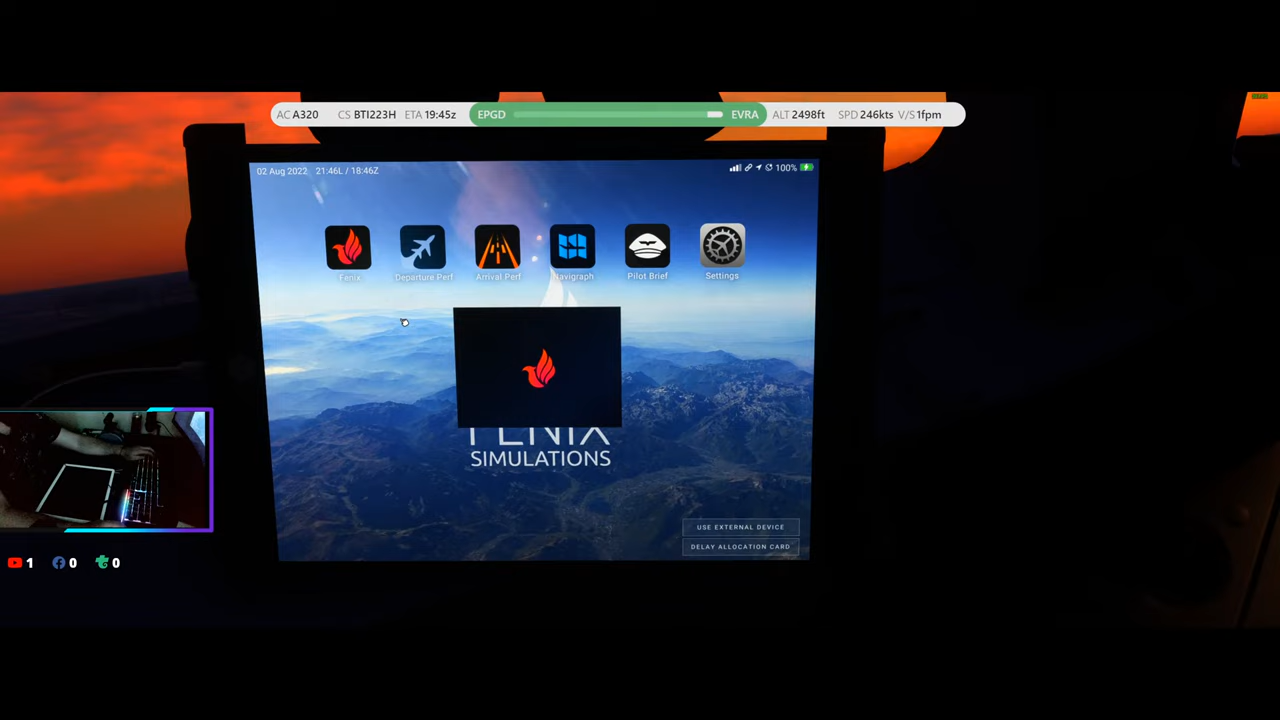 AC A320 CS BTI223H ETA 19:45z EPGD EVRA ALT 2498ft SPD 246kts V/S 1fpm
02 Aug 2022 21:46L / 18:46Z 100%
Fenix Departure Perf Arrival Perf Navigraph Pilot Brief Settings
FENIX
SIMULATIONS
USE EXTERNAL DEVICE
DELAY ALLOCATION CARD
1 0 0